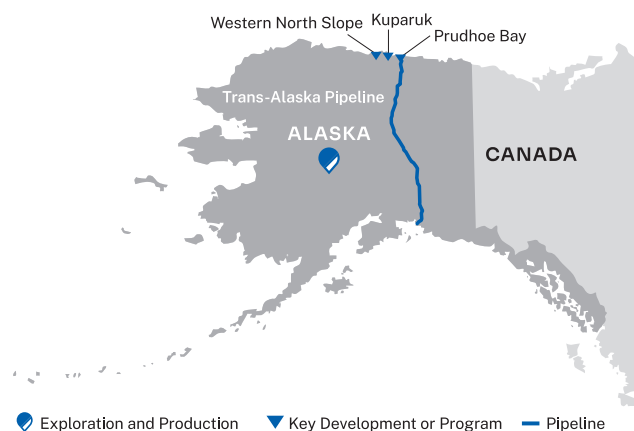 Western North Slope
Kuparuk
Prudhoe Bay
Trans-Alaska Pipeline
ALASKA
CANADA
Exploration and Production
Key Development or Program
Pipeline